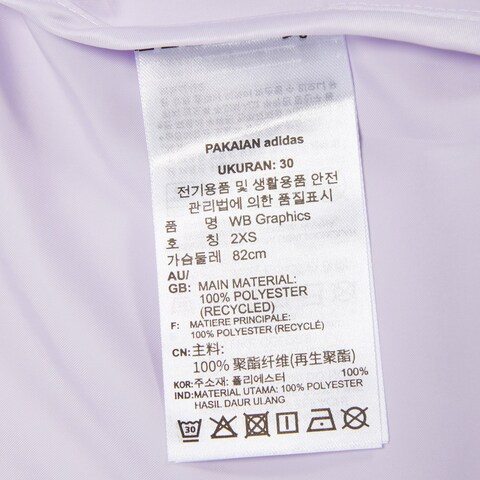 PAKAIAN adidas
UKURAN: 30
전기용품 및 생활용품 안전
관리법에 의한 품질표시
품 명 WB Graphics
호 칭 2XS
가슴둘레 82cm
AU/
GB: MAIN MATERIAL:
100% POLYESTER
(RECYCLED)
F: MATIERE PRINCIPALE:
100% POLYESTER (RECYCLÉ)
CN: 主料:
100% 聚酯纤维(再生聚酯)
KOR: 주소재: 폴리에스터 100%
IND: MATERIAL UTAMA: 100% POLYESTER
HASIL DAUR ULANG
30